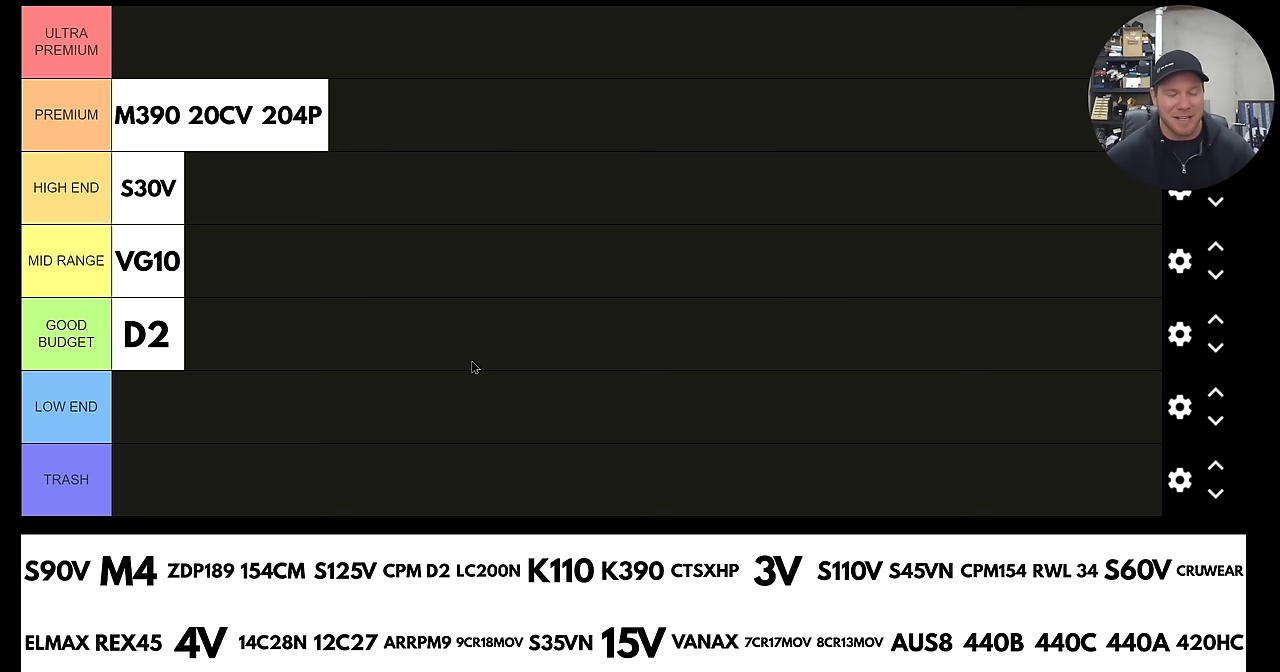 ULTRA
PREMIUM
PREMIUM
M390 20CV 204P
HIGH END
S30V
MID RANGE
VG10
GOOD
BUDGET
D2
LOW END
TRASH
S90V M4 ZDP189 154CM S125V CPM D2 LC200N K110 K390 CTSXHP 3V S110V S45VN CPM154 RWL 34 S60V CRUWEAR
ELMAX REX45 4V 14C28N 12C27 ARRPM9 9CR18MOV S35VN 15V VANAX 7CR17MOV 8CR13MOV AUS8 440B 440C 440A 420HC